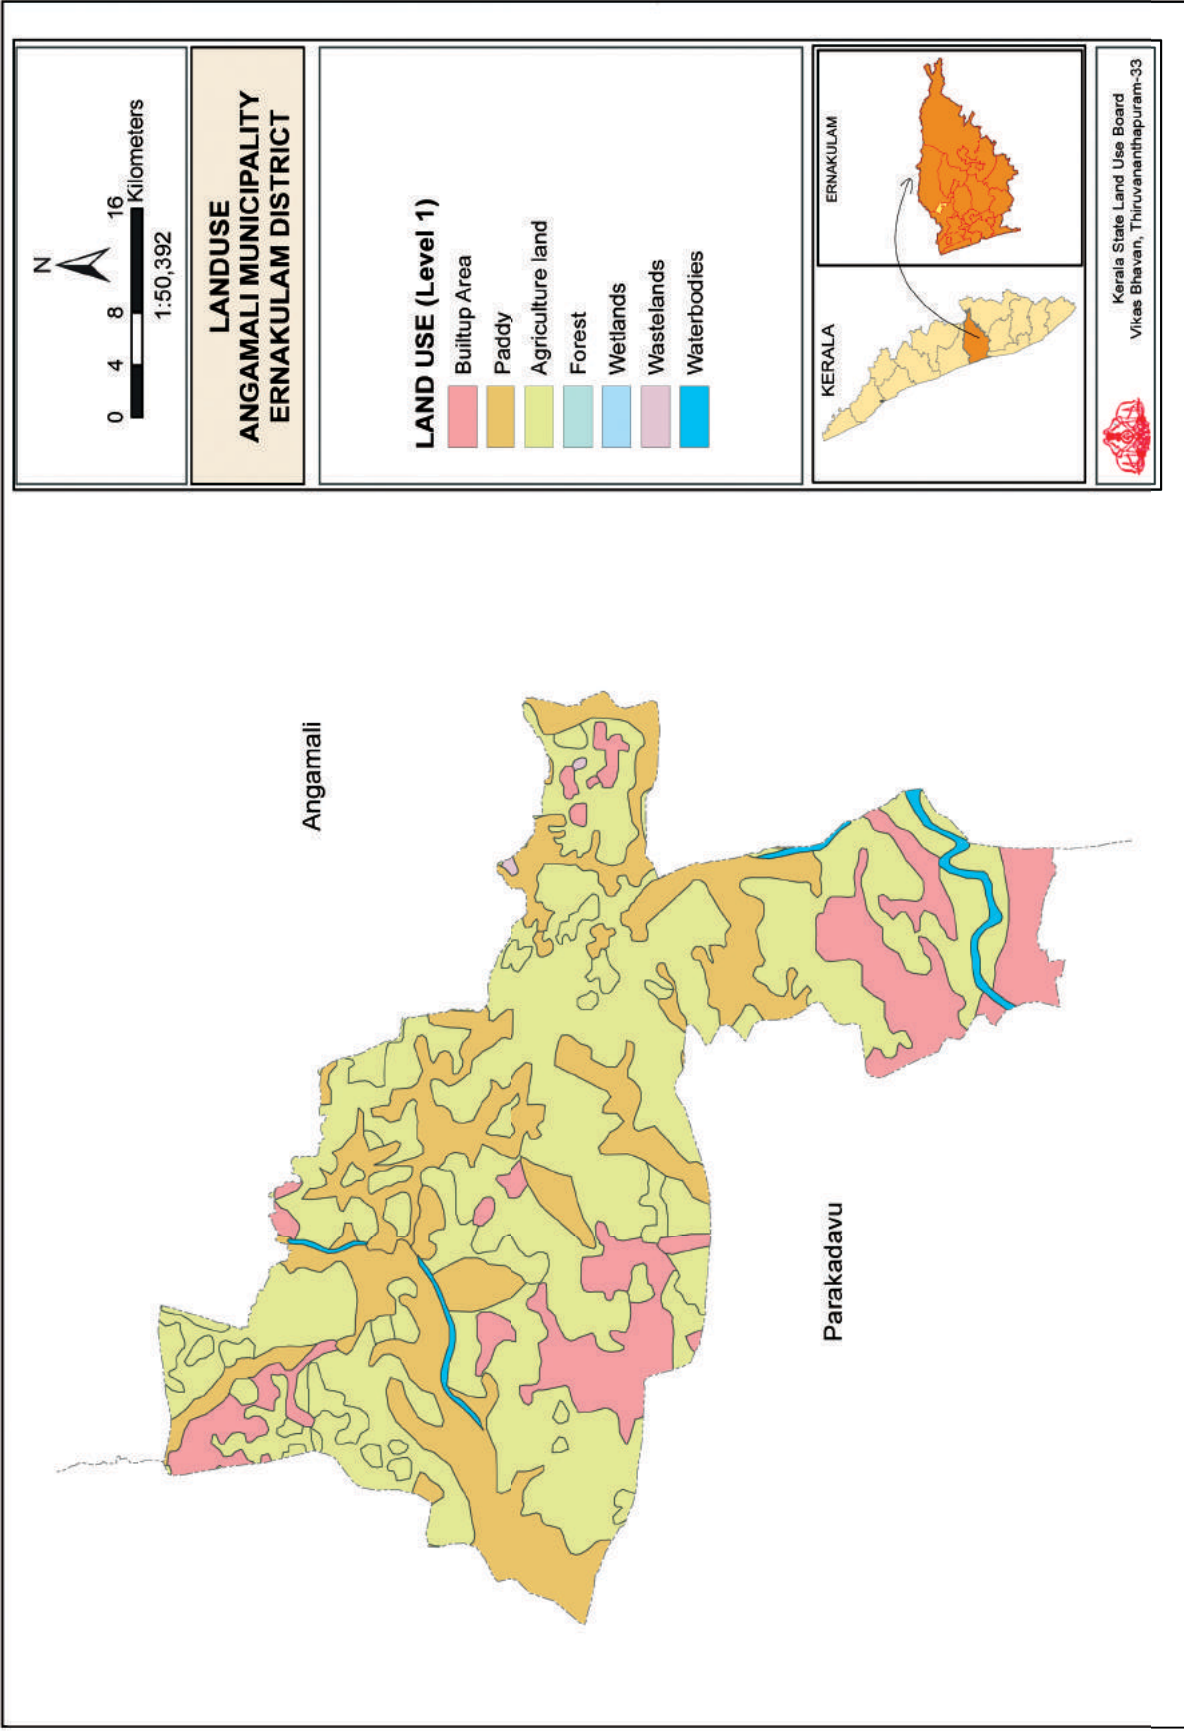 N
0 4 8 16
Kilometers
1:50,392
LANDUSE
ANGAMALI MUNICIPALITY
ERNAKULAM DISTRICT
LAND USE (Level 1)
Builtup Area
Paddy
Agriculture land
Forest
Wetlands
Wastelands
Waterbodies
KERALA
ERNAKULAM
Kerala State Land Use Board
Vikas Bhavan, Thiruvananthapuram-33
Angamali
Parakadavu